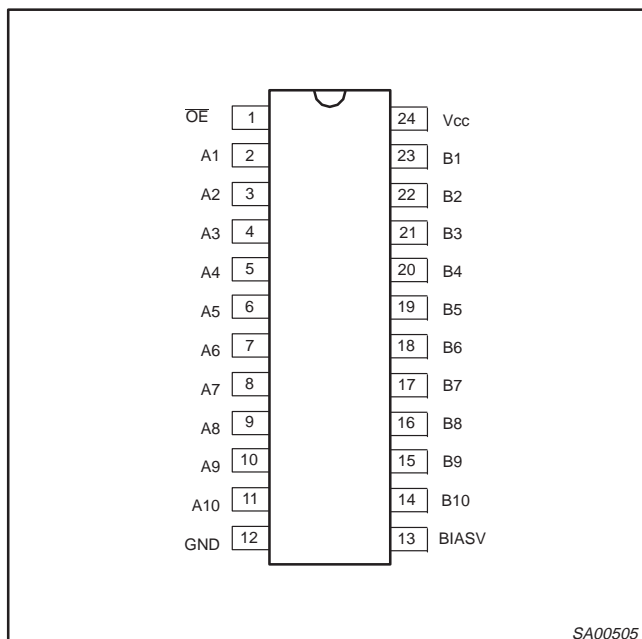 OE 1 24 Vcc
A1 2 23 B1
A2 3 22 B2
A3 4 21 B3
A4 5 20 B4
A5 6 19 B5
A6 7 18 B6
A7 8 17 B7
A8 9 16 B8
A9 10 15 B9
A10 11 14 B10
GND 12 13 BIASV
SA00505